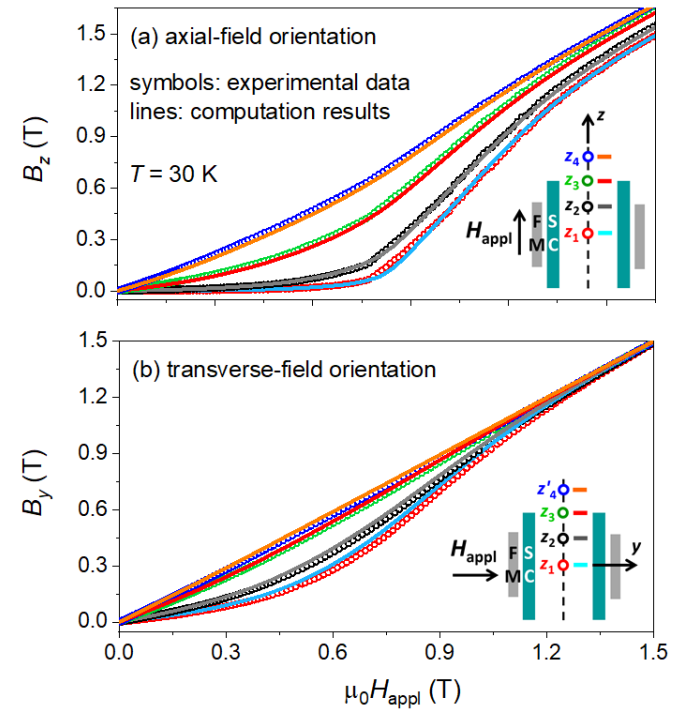 (a) axial-field orientation
symbols: experimental data
lines: computation results
T = 30 K
B_z (T)
1.5
1.2
0.9
0.6
0.3
0.0
z
z₄
z₃
z₂
z₁
H_appl
F S
M C
(b) transverse-field orientation
B_y (T)
1.5
1.2
0.9
0.6
0.3
0.0
z'₄
z₃
z₂
z₁
y
H_appl
F S
M C
0.0 0.3 0.6 0.9 1.2 1.5
μ₀H_appl (T)